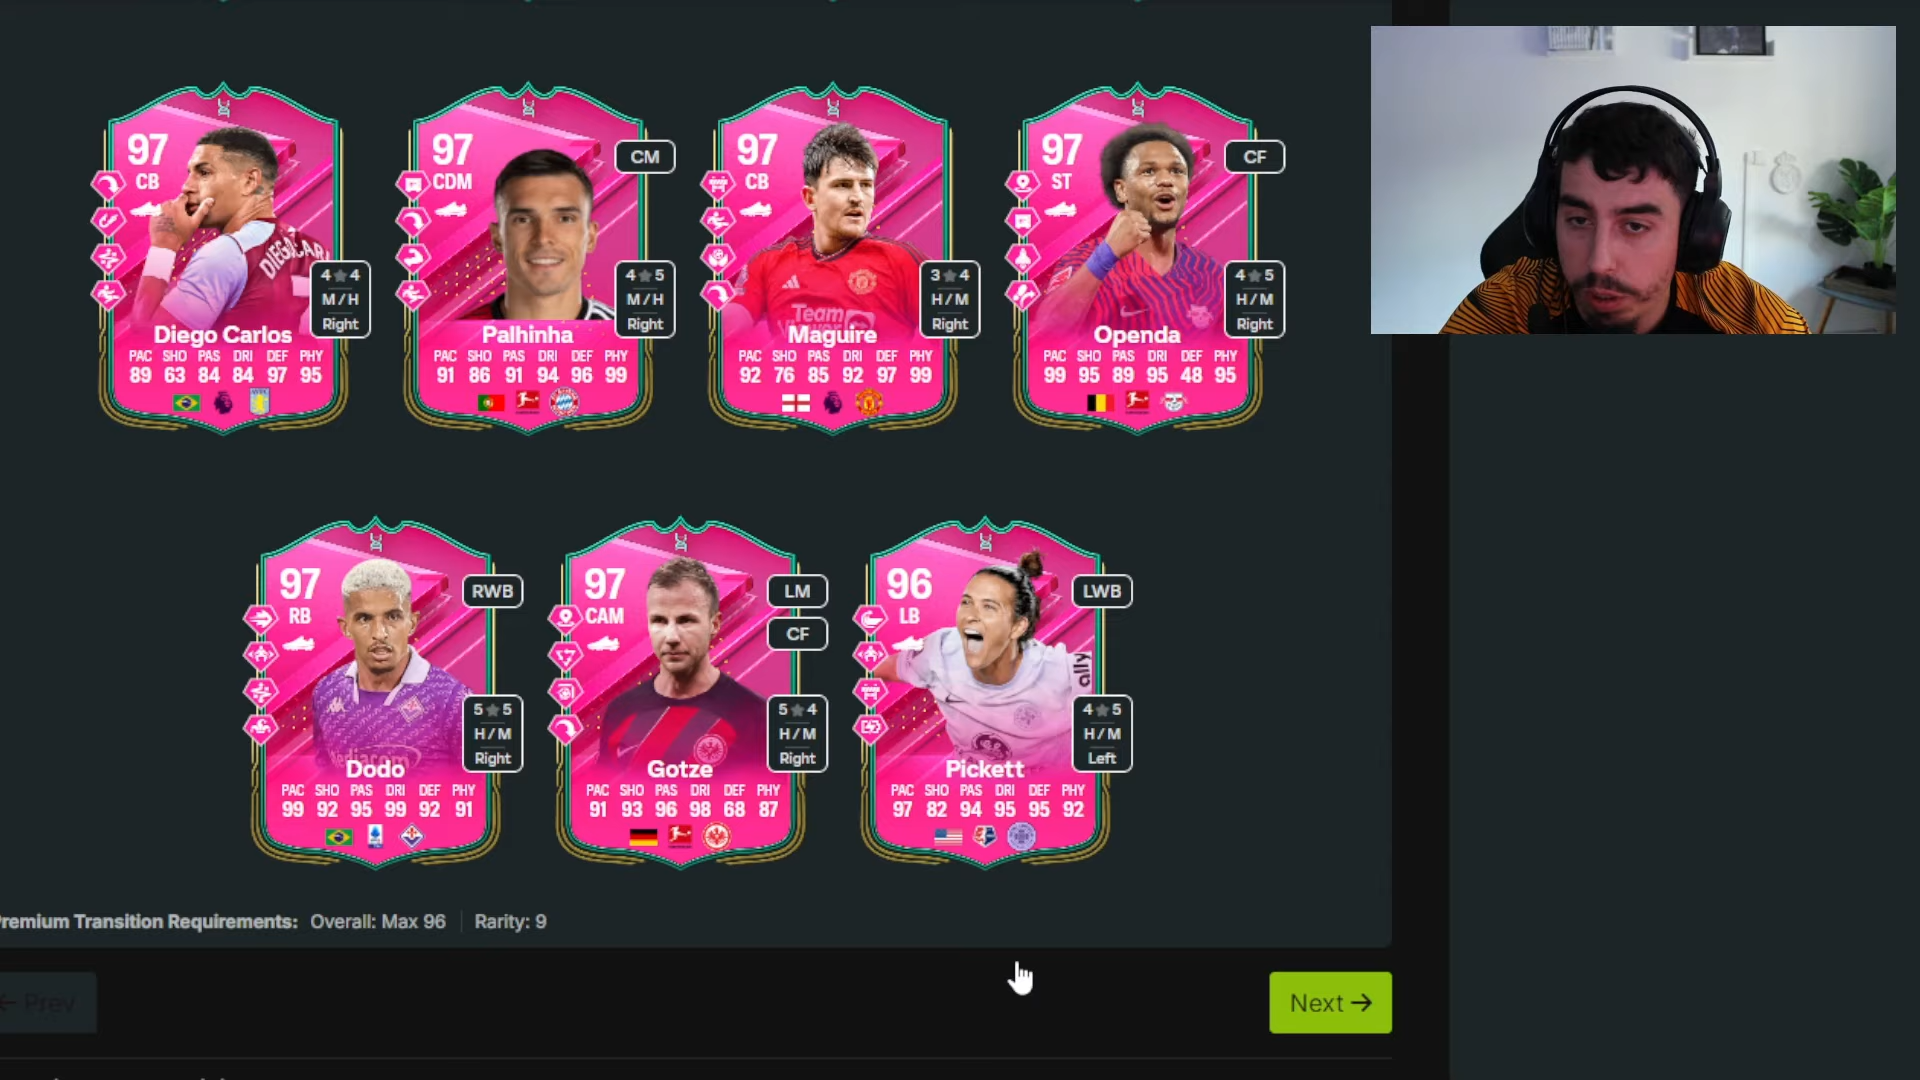 97
CB
4★4
M/H
Right
Diego Carlos
PAC SHO PAS DRI DEF PHY
89 63 84 84 97 95
97
CDM
CM
4★5
M/H
Right
Palhinha
PAC SHO PAS DRI DEF PHY
91 86 91 94 96 99
97
CB
3★4
H/M
Right
Team
Maguire
PAC SHO PAS DRI DEF PHY
92 76 85 92 97 99
97
ST
CF
4★5
H/M
Right
Openda
PAC SHO PAS DRI DEF PHY
99 95 89 95 48 95
97
RB
RWB
5★5
H/M
Right
Mediacom
Dodo
PAC SHO PAS DRI DEF PHY
99 92 95 99 92 91
97
CAM
LM
CF
5★4
H/M
Right
Gotze
PAC SHO PAS DRI DEF PHY
91 93 96 98 68 87
96
LB
LWB
ally
4★5
H/M
Left
Pickett
PAC SHO PAS DRI DEF PHY
97 82 94 95 95 92
remium Transition Requirements: Overall: Max 96 | Rarity: 9
← Prev
Next →